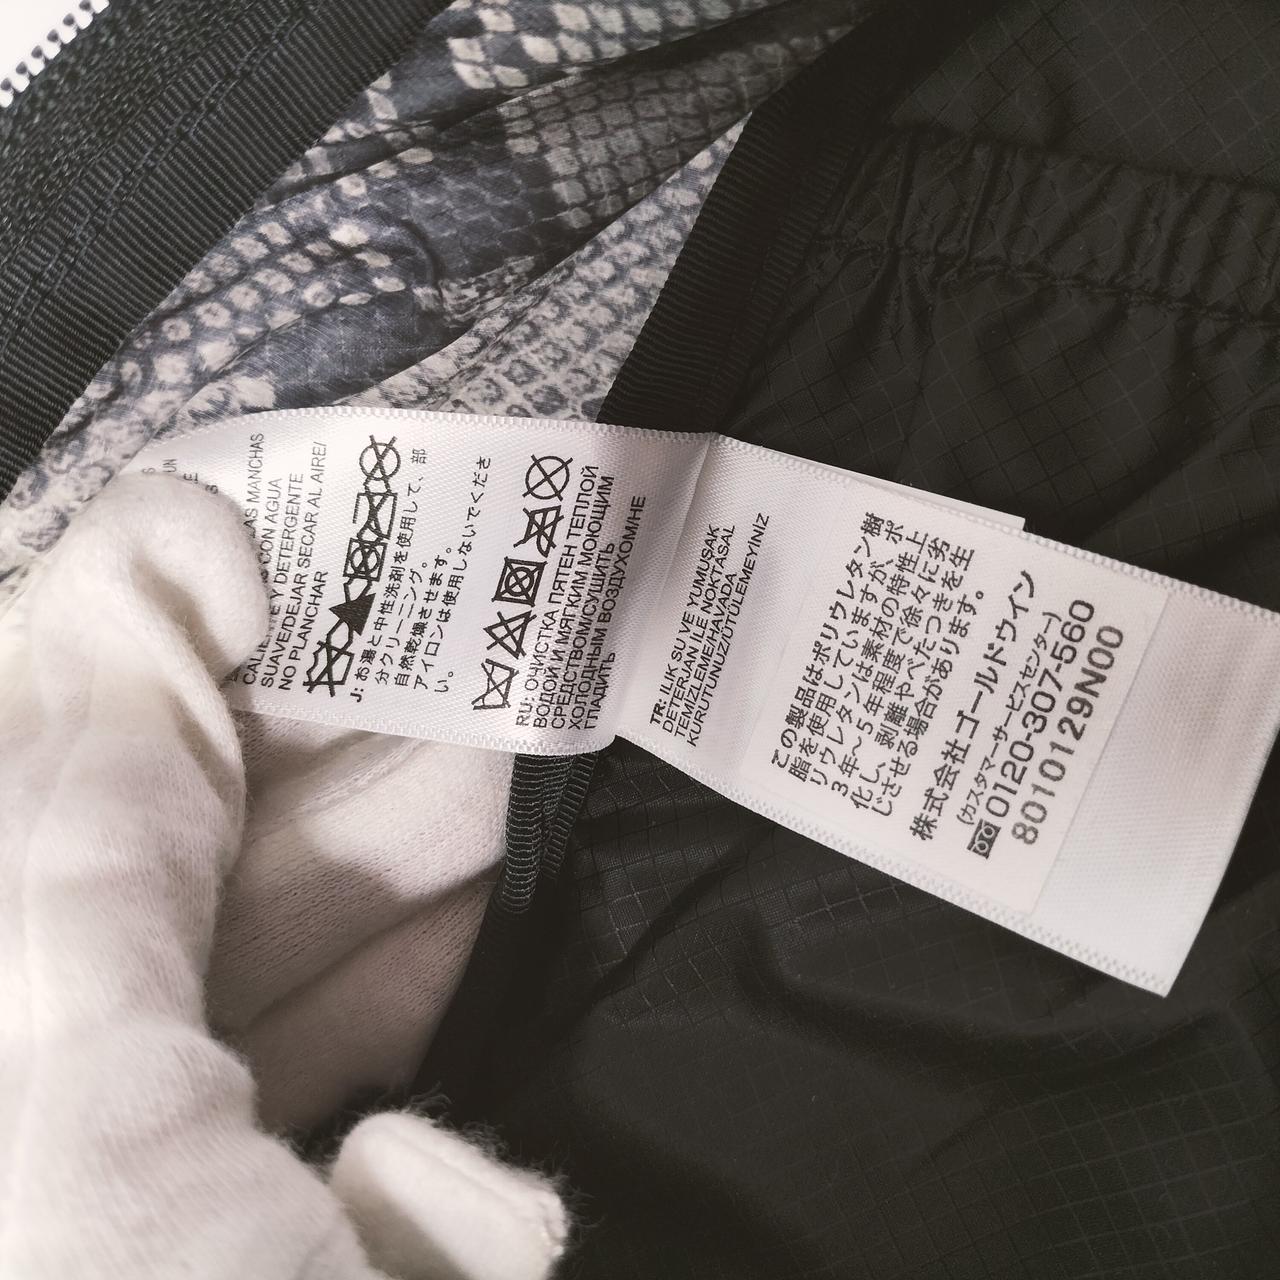 MANCHAS
CON AGUA
SUAVE/Y DETERGENTE
NO PLANCHAR
DEJAR SECAR AL AIRE/
J: お湯と中性洗剤を使用して、部
分クリーニング。
自然乾燥させます。
アイロンは使用しないでくださ
い。
RU: ОЧИСТКА ПЯТЕН ТЕПЛОЙ
ВОДОЙ И МЯГКИМ МОЮЩИМ
СРЕДСТВОМ/СУШИТЬ
ХОЛОДНЫМ ВОЗДУХОМ/НЕ
ГЛАДИТЬ
TR: ILIK SU VE YUMUŞAK
DETERJAN İLE NOKTASAL
TEMİZLEME/HAVADA
KURUTUNUZ/ÜTÜLEMEYİNİZ
この製品はポリウレタン樹
脂を使用していますが、ポ
リウレタンは素材の特性上
3年〜5年程度で徐々に劣
化し、剥離やべたつきを生
じさせる場合があります。
株式会社ゴールドウイン
(カスタマーサービスセンター)
0120-307-560
8010129N00